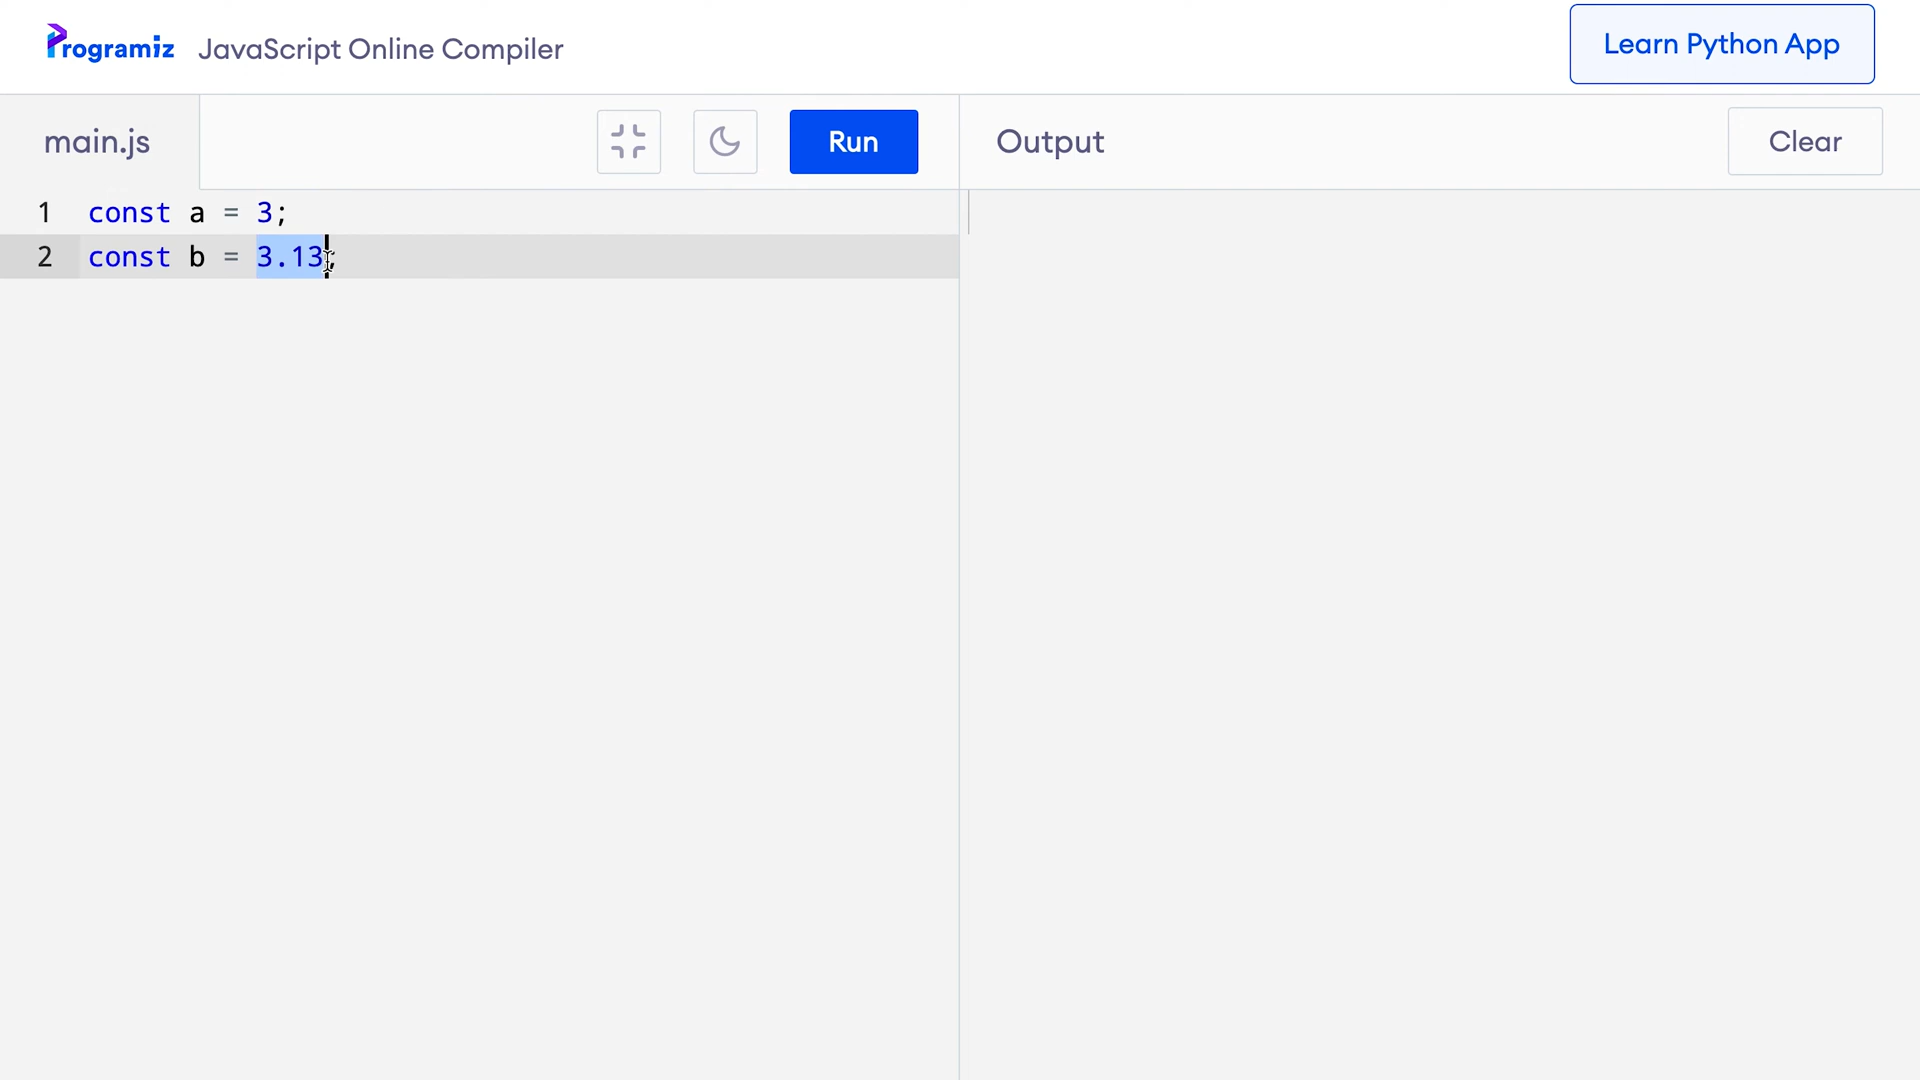 Programiz JavaScript Online Compiler Learn Python App
main.js Run Output Clear
1 const a = 3;
2 const b = 3.13;